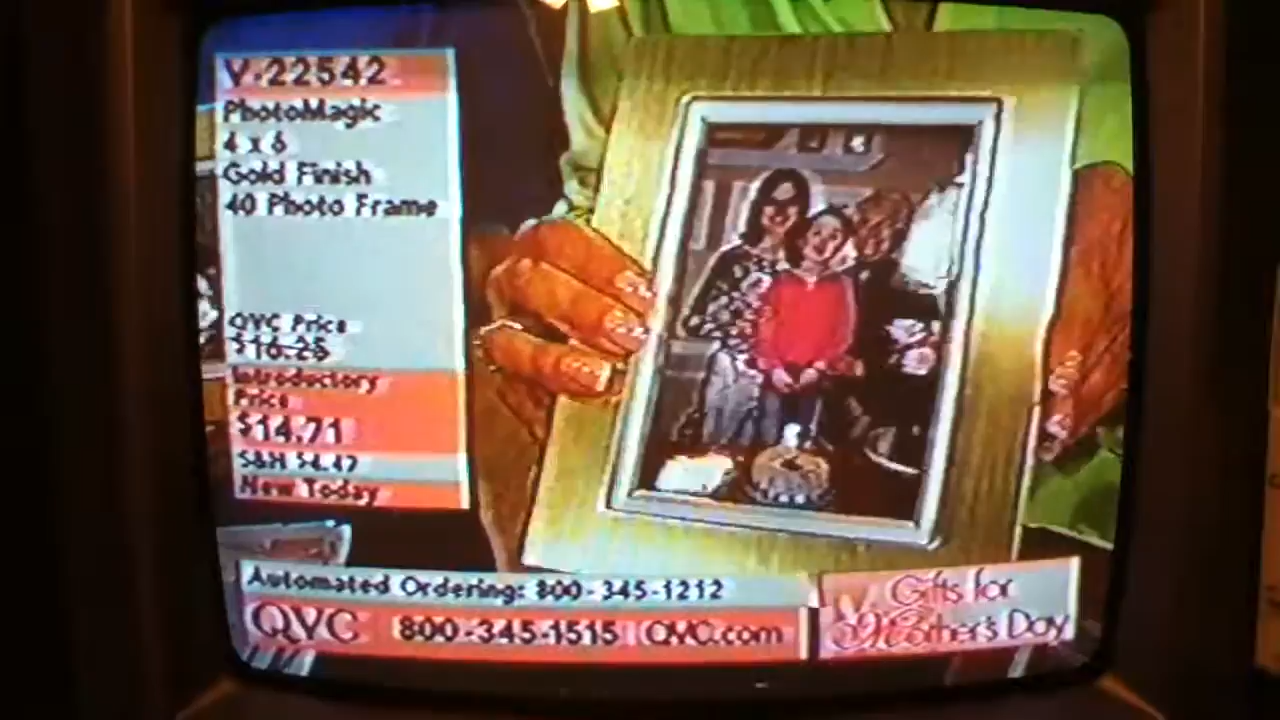 V-22542
PhotoMagic
4 x 6
Gold Finish
40 Photo Frame
QVC Price
$16.25
Introductory
Price
$14.71
S&H $4.47
New Today
Automated Ordering: 800-345-1212
QVC 800-345-1515 QVC.com
Gifts for
Mother's Day